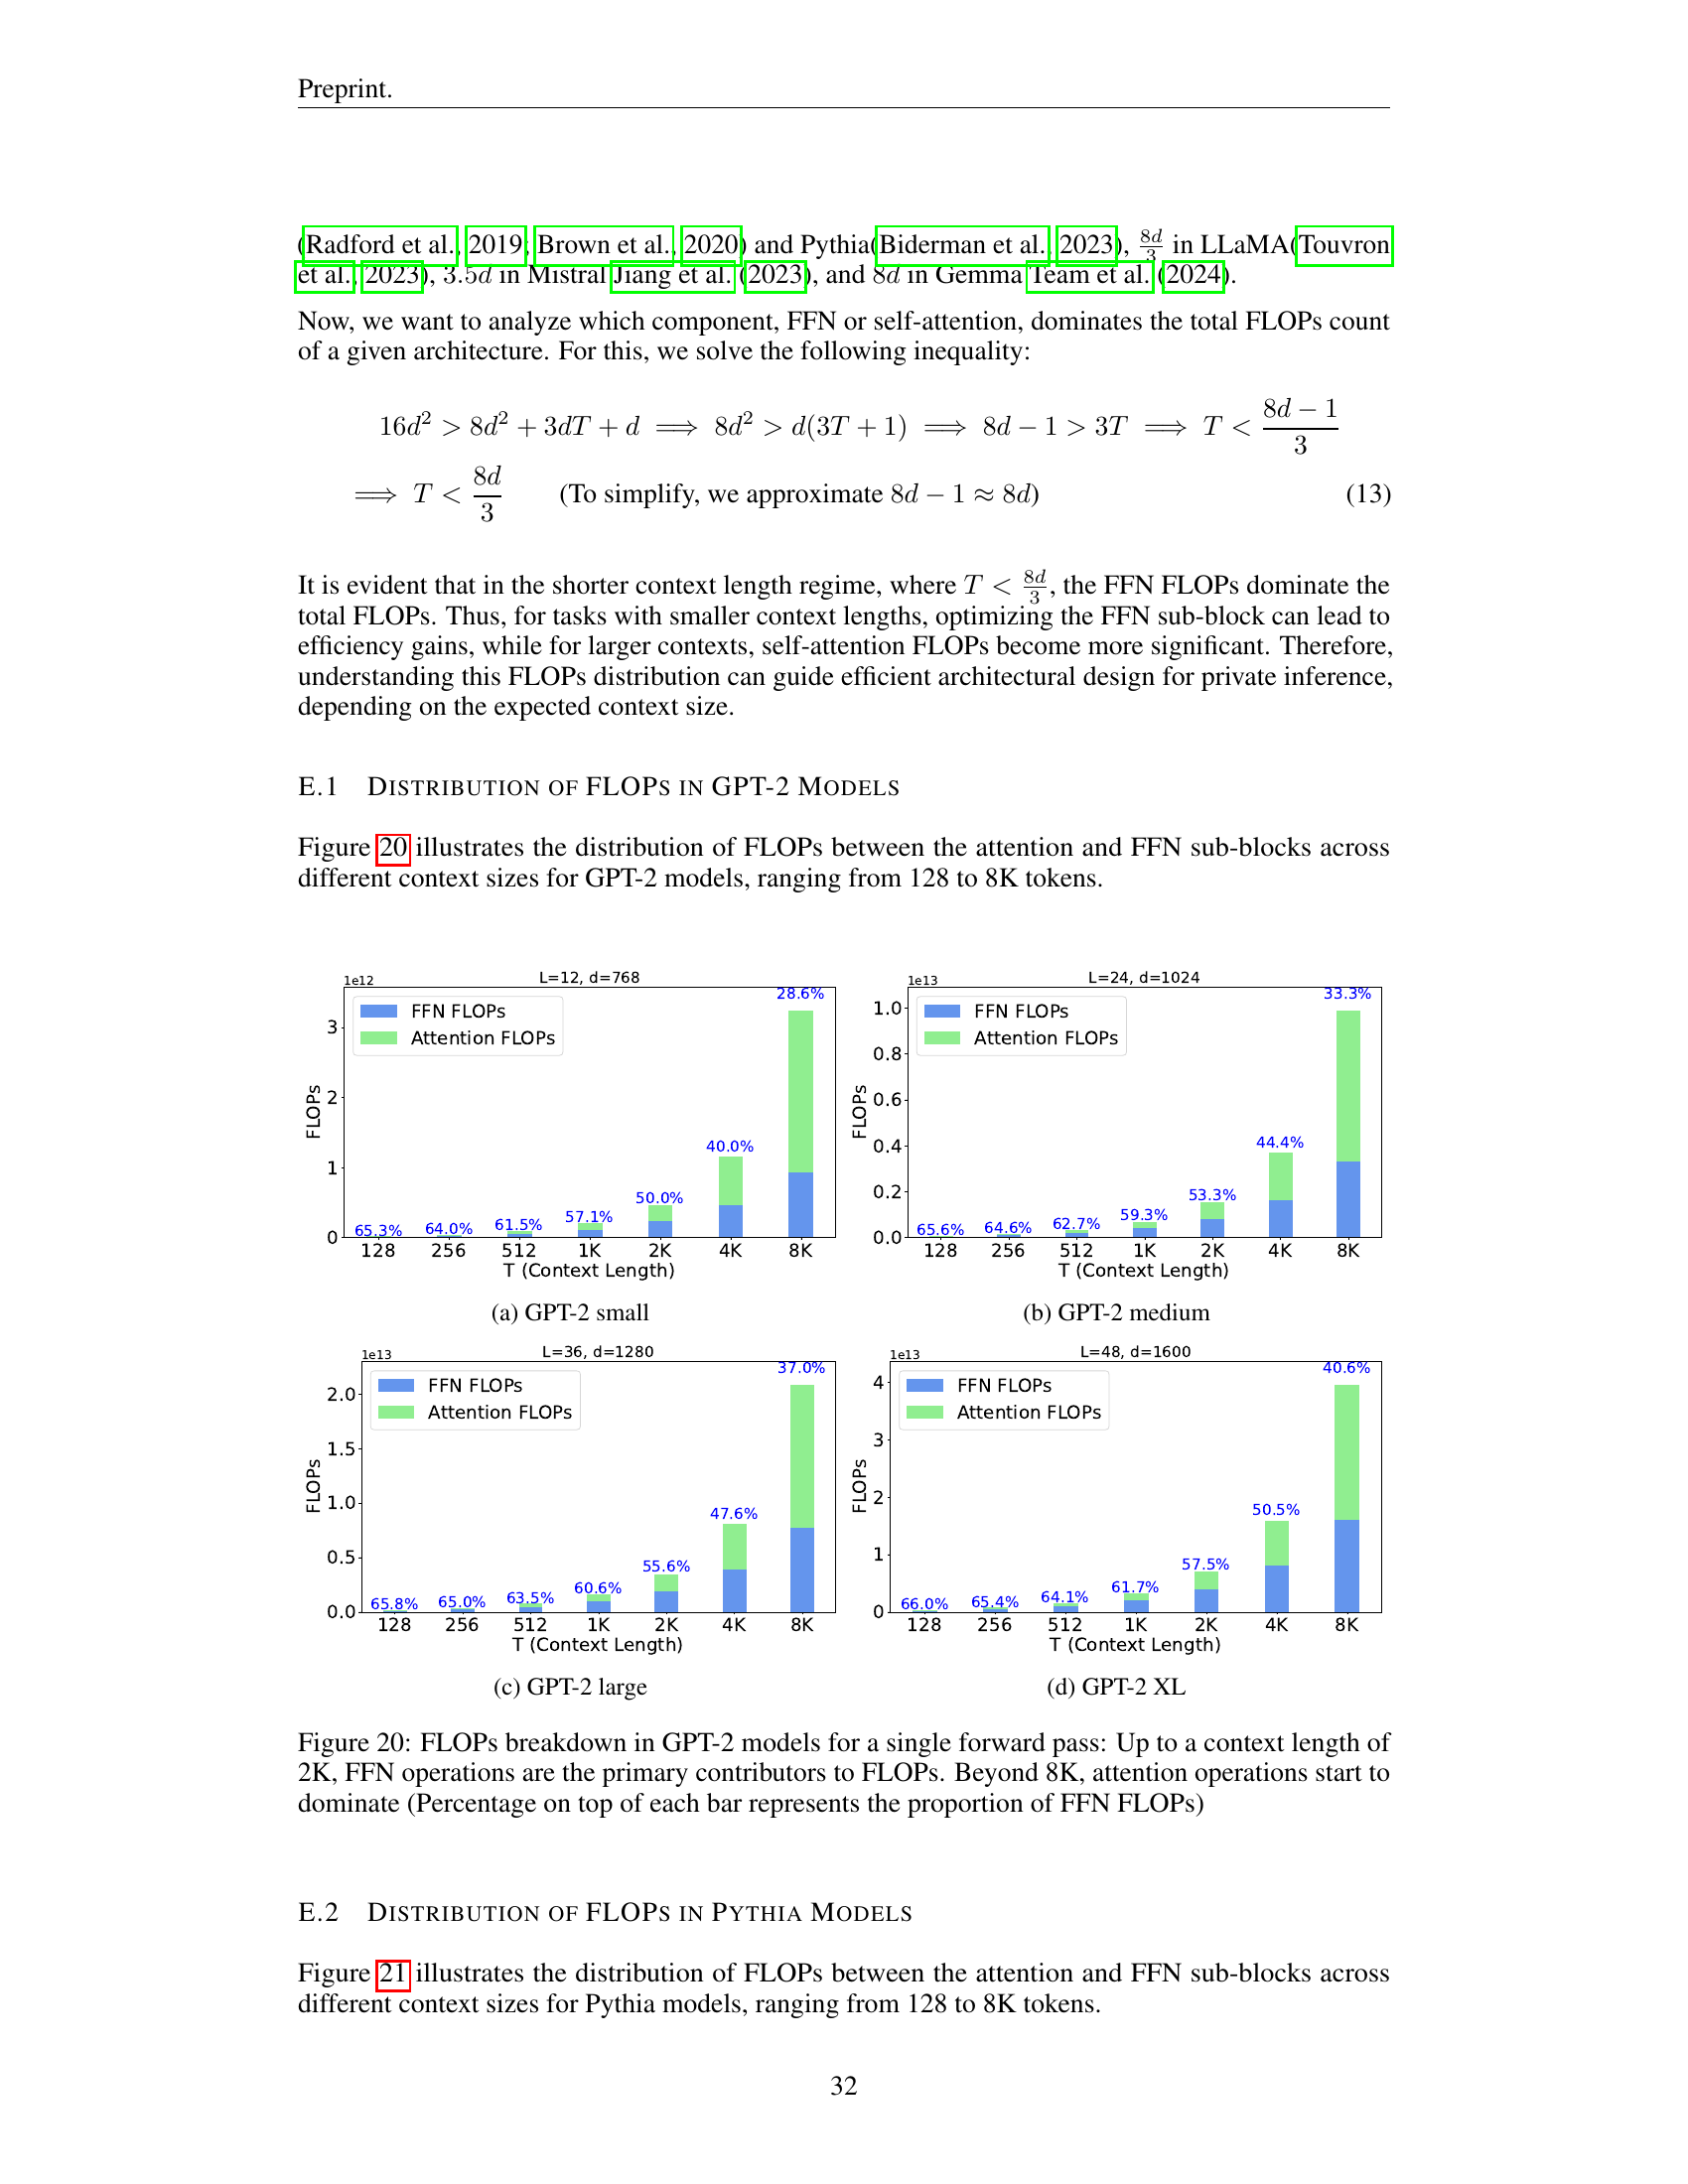 Preprint.
(Radford et al., 2019; Brown et al., 2020) and Pythia(Biderman et al., 2023), 8d/3 in LLaMA(Touvron
et al., 2023), 3.5d in Mistral Jiang et al. (2023), and 8d in Gemma Team et al. (2024).
Now, we want to analyze which component, FFN or self-attention, dominates the total FLOPs count
of a given architecture. For this, we solve the following inequality:
16d² > 8d² + 3dT + d ⟹ 8d² > d(3T + 1) ⟹ 8d − 1 > 3T ⟹ T < (8d − 1)/3
⟹ T < 8d/3 (To simplify, we approximate 8d − 1 ≈ 8d) (13)
It is evident that in the shorter context length regime, where T < 8d/3, the FFN FLOPs dominate the
total FLOPs. Thus, for tasks with smaller context lengths, optimizing the FFN sub-block can lead to
efficiency gains, while for larger contexts, self-attention FLOPs become more significant. Therefore,
understanding this FLOPs distribution can guide efficient architectural design for private inference,
depending on the expected context size.
E.1 DISTRIBUTION OF FLOPS IN GPT-2 MODELS
Figure 20 illustrates the distribution of FLOPs between the attention and FFN sub-blocks across
different context sizes for GPT-2 models, ranging from 128 to 8K tokens.
1e12
L=12, d=768
FFN FLOPs
Attention FLOPs
FLOPs
3
2
1
0
65.3% 64.0% 61.5% 57.1% 50.0% 40.0% 28.6%
128 256 512 1K 2K 4K 8K
T (Context Length)
(a) GPT-2 small
1e13
L=24, d=1024
FFN FLOPs
Attention FLOPs
FLOPs
1.0
0.8
0.6
0.4
0.2
0.0
65.6% 64.6% 62.7% 59.3% 53.3% 44.4% 33.3%
128 256 512 1K 2K 4K 8K
T (Context Length)
(b) GPT-2 medium
1e13
L=36, d=1280
FFN FLOPs
Attention FLOPs
FLOPs
2.0
1.5
1.0
0.5
0.0
65.8% 65.0% 63.5% 60.6% 55.6% 47.6% 37.0%
128 256 512 1K 2K 4K 8K
T (Context Length)
(c) GPT-2 large
1e13
L=48, d=1600
FFN FLOPs
Attention FLOPs
FLOPs
4
3
2
1
0
66.0% 65.4% 64.1% 61.7% 57.5% 50.5% 40.6%
128 256 512 1K 2K 4K 8K
T (Context Length)
(d) GPT-2 XL
Figure 20: FLOPs breakdown in GPT-2 models for a single forward pass: Up to a context length of
2K, FFN operations are the primary contributors to FLOPs. Beyond 8K, attention operations start to
dominate (Percentage on top of each bar represents the proportion of FFN FLOPs)
E.2 DISTRIBUTION OF FLOPS IN PYTHIA MODELS
Figure 21 illustrates the distribution of FLOPs between the attention and FFN sub-blocks across
different context sizes for Pythia models, ranging from 128 to 8K tokens.
32